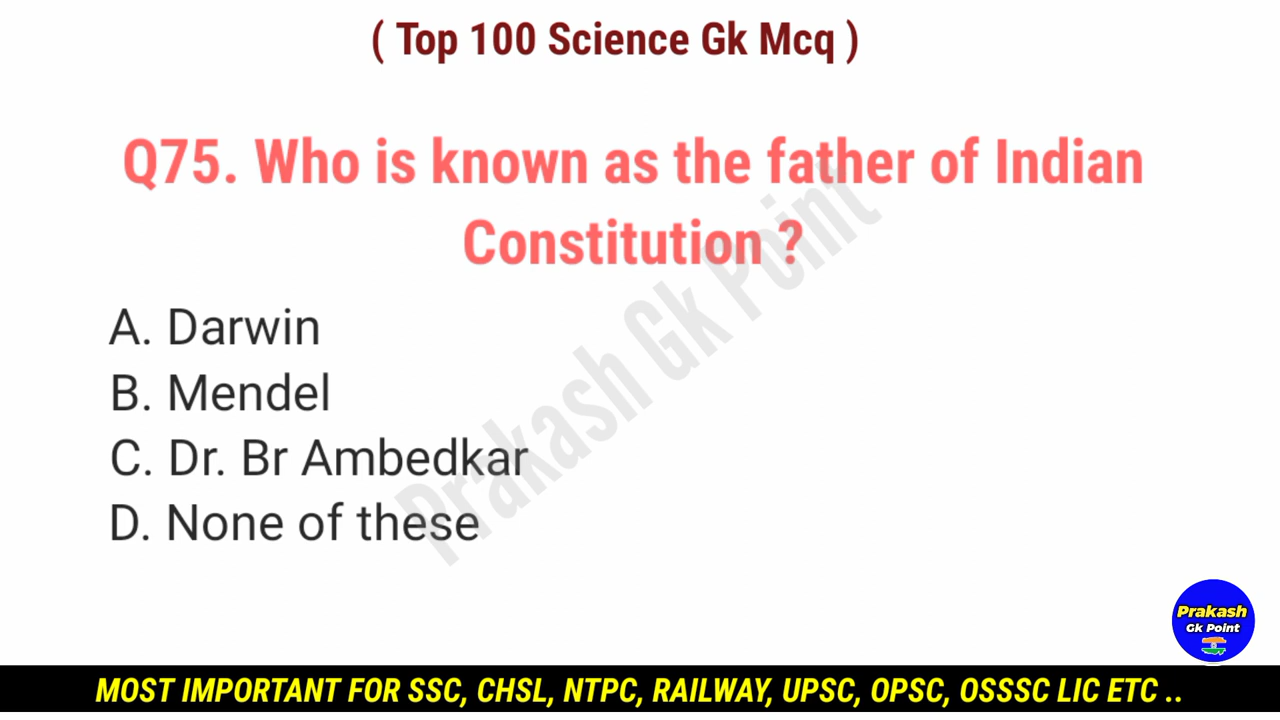 ( Top 100 Science Gk Mcq )
Q75. Who is known as the father of Indian
Constitution ?
A. Darwin
B. Mendel
C. Dr. Br Ambedkar
D. None of these
Prakash Gk Point
Prakash
Gk Point
MOST IMPORTANT FOR SSC, CHSL, NTPC, RAILWAY, UPSC, OPSC, OSSSC LIC ETC ..